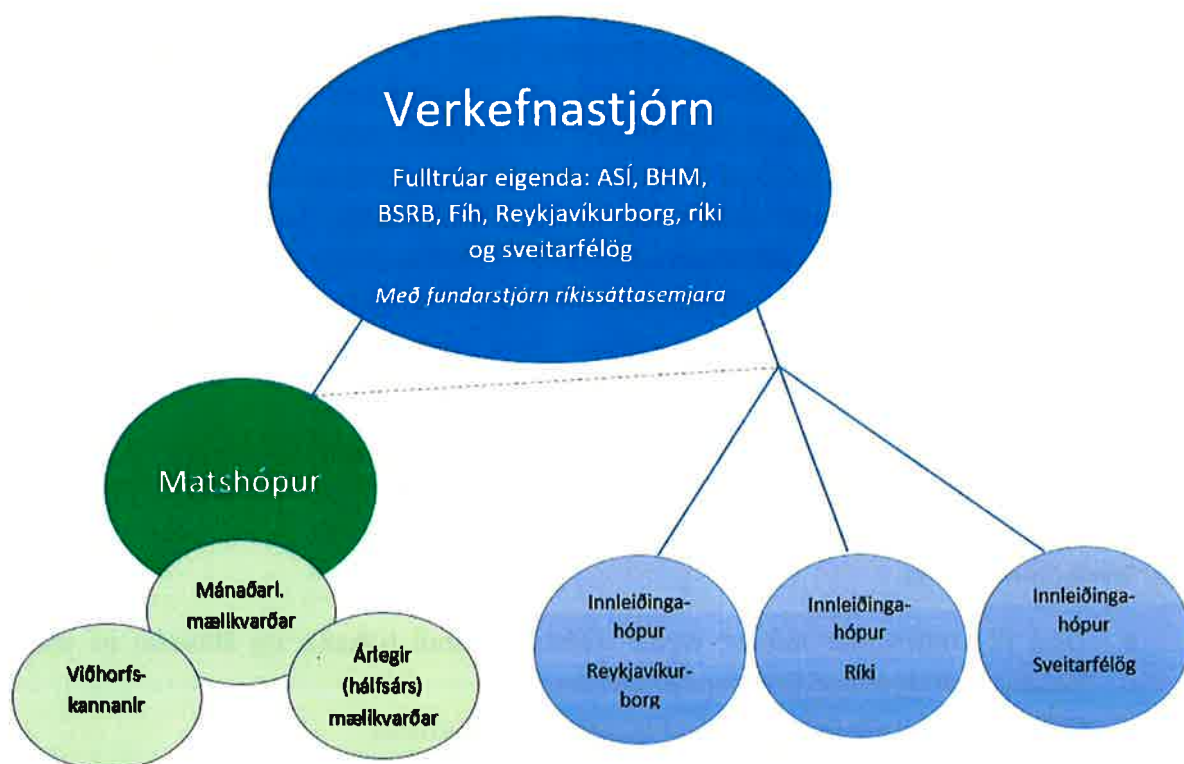 Verkefnastjórn
Fulltrúar eigenda: ASÍ, BHM,
BSRB, Fíh, Reykjavíkurborg, ríki
og sveitarfélög
Með fundarstjórn ríkissáttasemjara
Matshópur
Mánaðarl.
mælikvarðar
Viðhorfs-
kannanir
Árlegir
(hálfsárs)
mælikvarðar
Innleiðinga-
hópur
Reykjavíkur-
borg
Innleiðinga-
hópur
Ríki
Innleiðinga-
hópur
Sveitarfélög